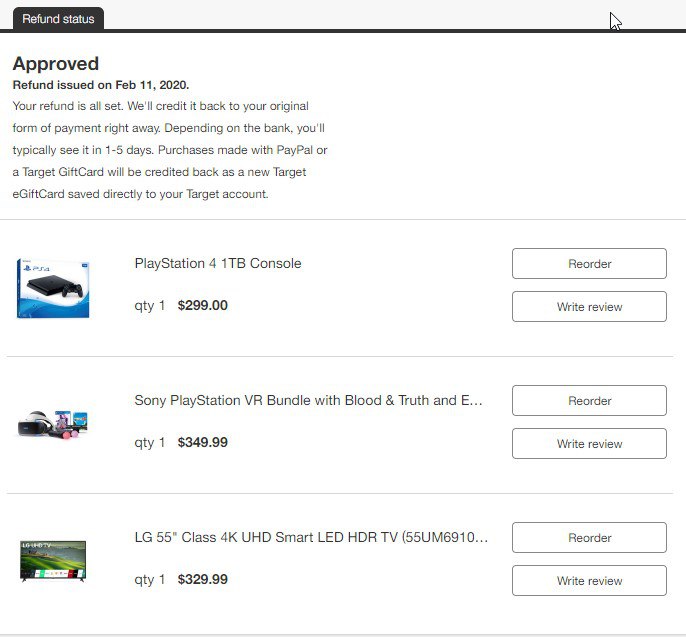 Refund status
Approved
Refund issued on Feb 11, 2020.
Your refund is all set. We'll credit it back to your original
form of payment right away. Depending on the bank, you'll
typically see it in 1-5 days. Purchases made with PayPal or
a Target GiftCard will be credited back as a new Target
eGiftCard saved directly to your Target account.
PS4
PlayStation 4 1TB Console
qty 1 $299.00
Reorder
Write review
Sony PlayStation VR Bundle with Blood & Truth and E...
qty 1 $349.99
Reorder
Write review
LG UHD TV
LG 55" Class 4K UHD Smart LED HDR TV (55UM6910...
qty 1 $329.99
Reorder
Write review